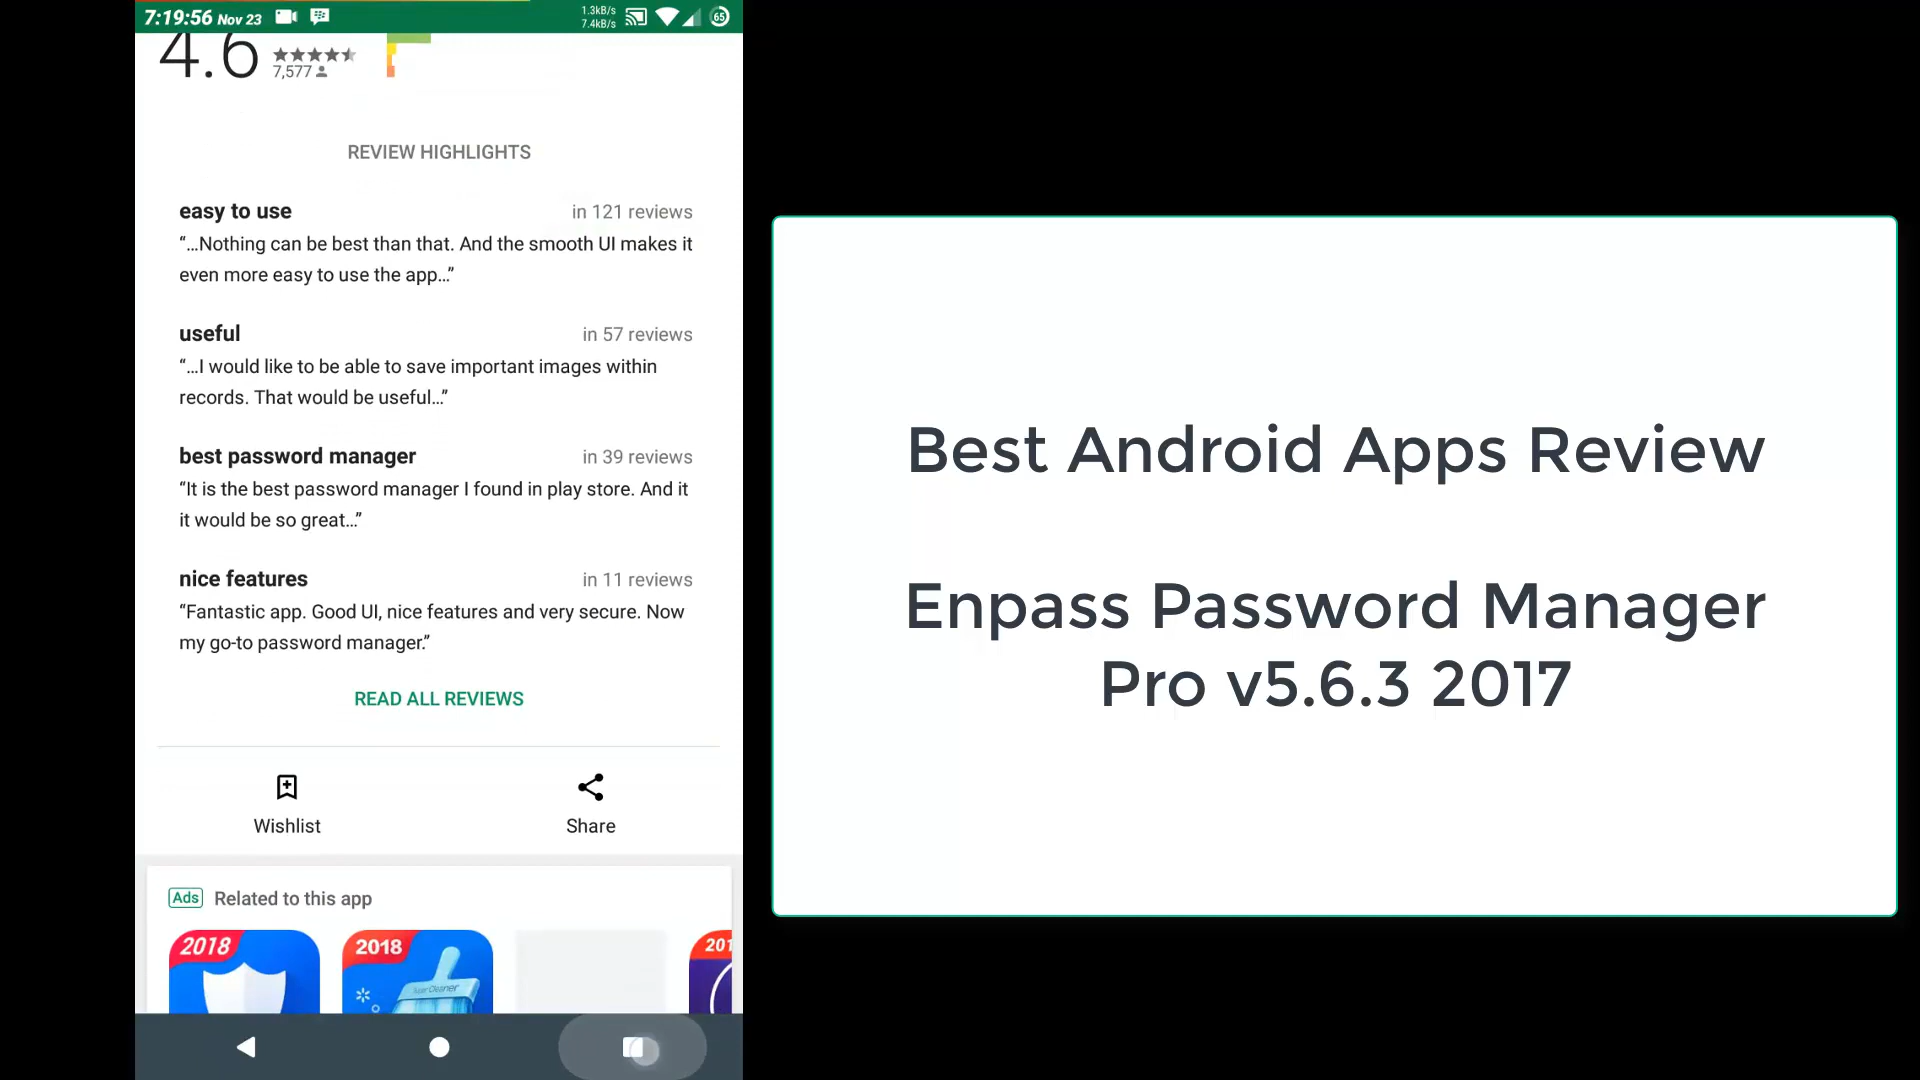 7:19:56 Nov 23
1.3kB/s
7.4kB/s
65
4.6
7,577
REVIEW HIGHLIGHTS
easy to use in 121 reviews
“…Nothing can be best than that. And the smooth UI makes it
even more easy to use the app…”
useful in 57 reviews
“…I would like to be able to save important images within
records. That would be useful…”
best password manager in 39 reviews
“It is the best password manager I found in play store. And it
it would be so great…”
nice features in 11 reviews
“Fantastic app. Good UI, nice features and very secure. Now
my go-to password manager.”
READ ALL REVIEWS
Wishlist Share
Ads Related to this app
2018 2018 201
Cleaner
Best Android Apps Review
Enpass Password Manager
Pro v5.6.3 2017